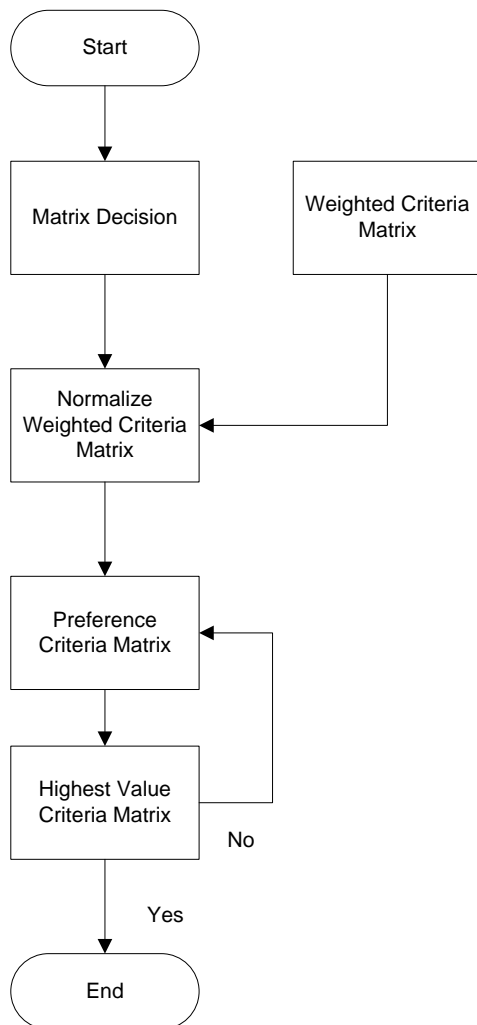 Start
Matrix Decision
Weighted Criteria
Matrix
Normalize
Weighted Criteria
Matrix
Preference
Criteria Matrix
Highest Value
Criteria Matrix
No
Yes
End